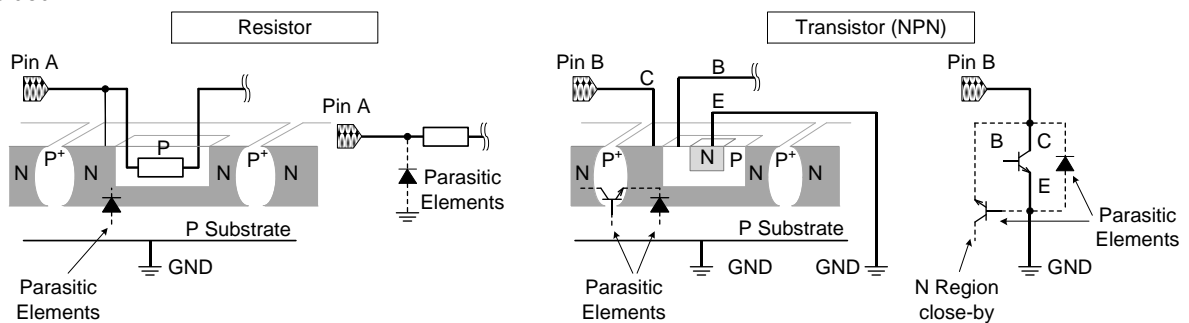 Resistor
Transistor (NPN)
Pin A
Pin A
P
N
P+
N
N
P+
N
Parasitic
Elements
P Substrate
GND
Parasitic
Elements
Pin B
C
B
E
Pin B
N
P+
N
N
P
P+
N
B
C
E
P Substrate
GND
GND
Parasitic
Elements
Parasitic
Elements
GND
N Region
close-by